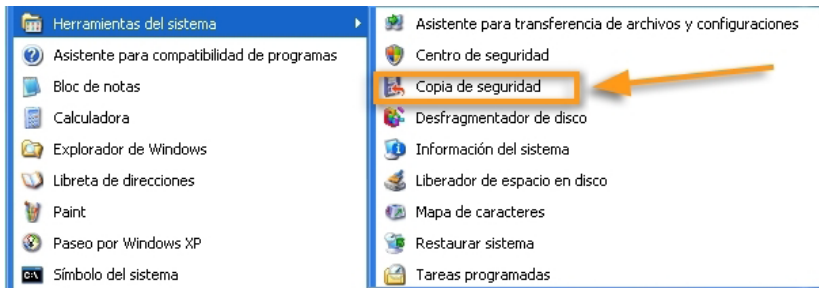 Herramientas del sistema
Asistente para compatibilidad de programas
Bloc de notas
Calculadora
Explorador de Windows
Libreta de direcciones
Paint
Paseo por Windows XP
Símbolo del sistema
Asistente para transferencia de archivos y configuraciones
Centro de seguridad
Copia de seguridad
Desfragmentador de disco
Información del sistema
Liberador de espacio en disco
Mapa de caracteres
Restaurar sistema
Tareas programadas